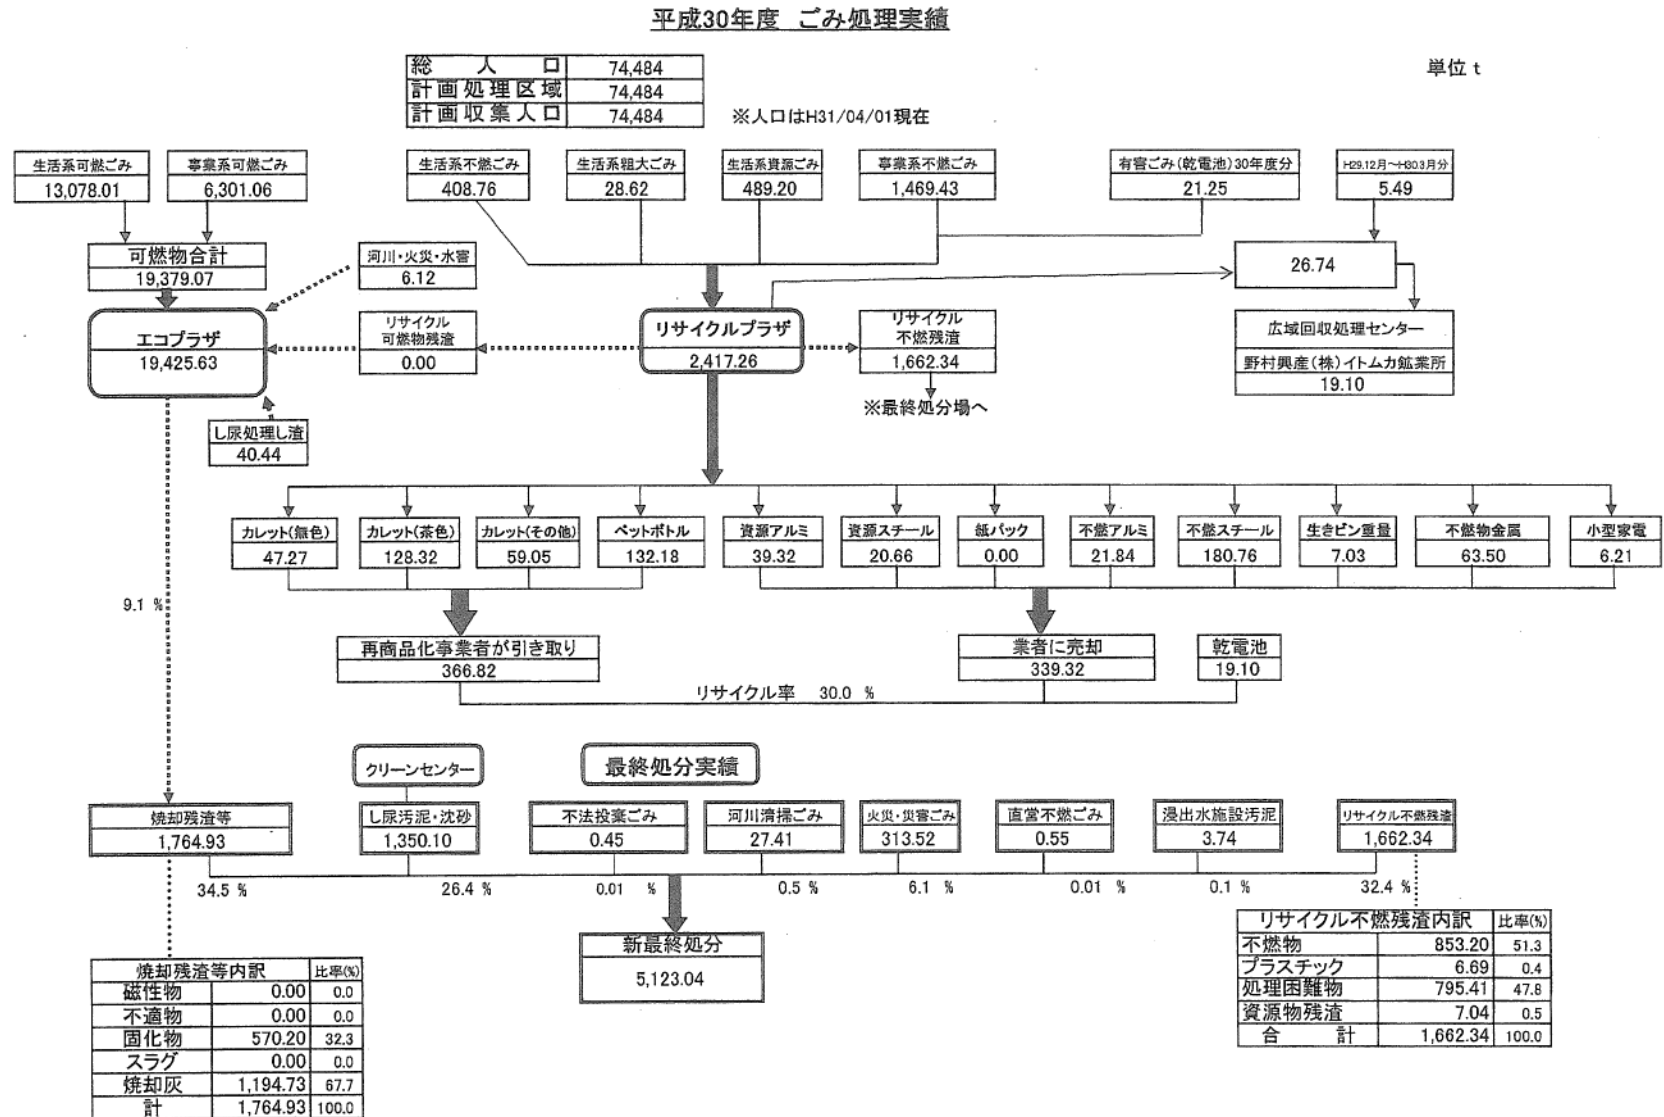 平成30年度 ごみ処理実績
単位 t
総人口 74,484
計画処理区域 74,484
計画収集人口 74,484
※人口はH31/04/01現在
生活系可燃ごみ 事業系可燃ごみ 生活系不燃ごみ 生活系粗大ごみ 生活系資源ごみ 事業系不燃ごみ 有害ごみ(乾電池)30年度分 H29.12月~H30.3月分
13,078.01 6,301.06 408.76 28.62 489.20 1,469.43 21.25 5.49
可燃物合計
19,379.07
河川・火災・水害
6.12
26.74
エコプラザ
19,425.63
リサイクル
可燃物残渣
0.00
リサイクルプラザ
2,417.26
リサイクル
不燃残渣
1,662.34
※最終処分場へ
広域回収処理センター
野村興産(株)イトムカ鉱業所
19.10
し尿処理し渣
40.44
カレット(無色) カレット(茶色) カレット(その他) ペットボトル 資源アルミ 資源スチール 紙パック 不燃アルミ 不燃スチール 生きビン重量 不燃物金属 小型家電
47.27 128.32 59.05 132.18 39.32 20.66 0.00 21.84 180.76 7.03 63.50 6.21
9.1 %
再商品化事業者が引き取り
366.82
業者に売却
339.32
乾電池
19.10
リサイクル率 30.0 %
クリーンセンター
最終処分実績
焼却残渣等 し尿汚泥・沈砂 不法投棄ごみ 河川清掃ごみ 火災・災害ごみ 直営不燃ごみ 浸出水施設汚泥 リサイクル不燃残渣
1,764.93 1,350.10 0.45 27.41 313.52 0.55 3.74 1,662.34
34.5 % 26.4 % 0.01 % 0.5 % 6.1 % 0.01 % 0.1 % 32.4 %
新最終処分
5,123.04
焼却残渣等内訳 比率(%)
磁性物 0.00 0.0
不適物 0.00 0.0
固化物 570.20 32.3
スラグ 0.00 0.0
焼却灰 1,194.73 67.7
計 1,764.93 100.0
リサイクル不燃残渣内訳 比率(%)
不燃物 853.20 51.3
プラスチック 6.69 0.4
処理困難物 795.41 47.8
資源物残渣 7.04 0.5
合計 1,662.34 100.0